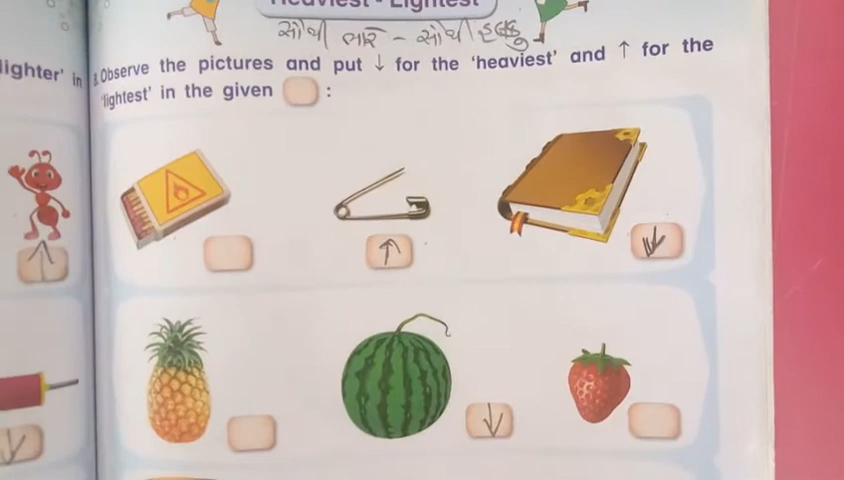 Heaviest - Lightest
સૌથી ભારે - સૌથી હલકુ
lighter' in
3. Observe the pictures and put ↓ for the 'heaviest' and ↑ for the
'lightest' in the given :